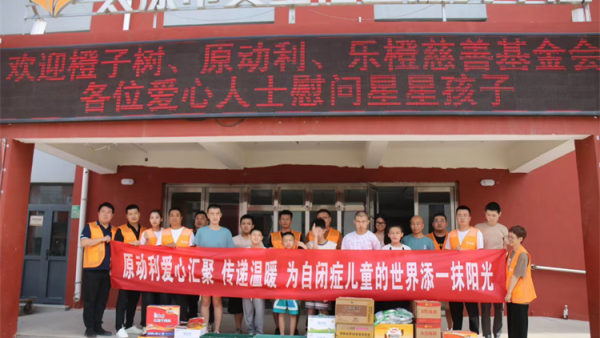 欢迎橙子树、原动利、乐橙慈善基金会
各位爱心人士慰问星星孩子
原动利爱心汇聚 传递温暖 为自闭症儿童的世界添一抹阳光